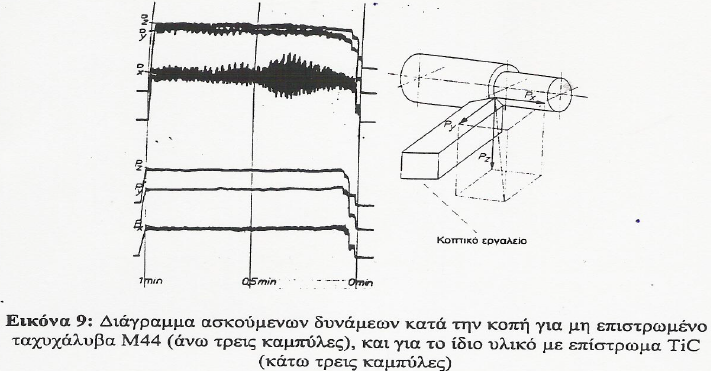 Pz
Py
Px
Pz
Py
Px
1min
0,5min
0min
Px
Py
Pz
Κοπτικό εργαλείο
Εικόνα 9: Διάγραμμα ασκούμενων δυνάμεων κατά την κοπή για μη επιστρωμένο
ταχυχάλυβα M44 (άνω τρεις καμπύλες), και για το ίδιο υλικό με επίστρωμα TiC
(κάτω τρεις καμπύλες)